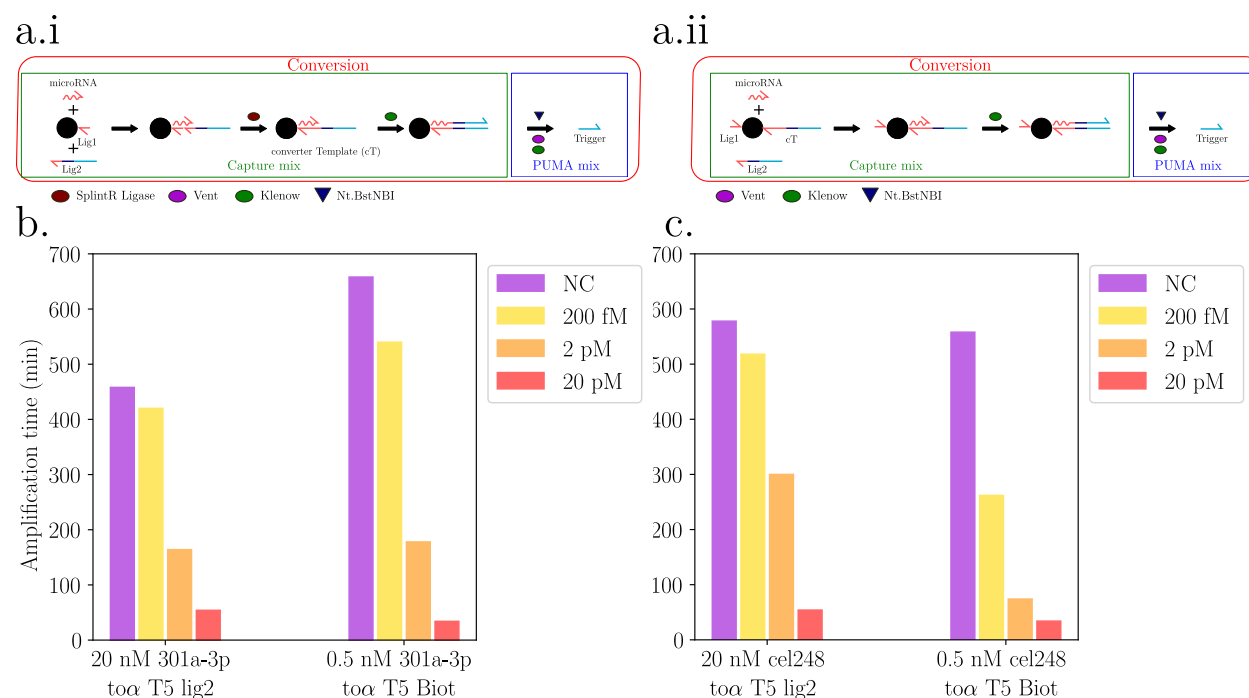 a.i
Conversion
microRNA
+
Lig1
+
Lig2
converter Template (cT)
Capture mix
Trigger
PUMA mix
SplintR Ligase
Vent
Klenow
Nt.BstNBI
a.ii
Conversion
microRNA
+
Lig1
cT
Lig2
Capture mix
Trigger
PUMA mix
Vent
Klenow
Nt.BstNBI
b.
Amplification time (min)
700
600
500
400
300
200
100
0
20 nM 301a-3p
toα T5 lig2
0.5 nM 301a-3p
toα T5 Biot
NC
200 fM
2 pM
20 pM
c.
700
600
500
400
300
200
100
0
20 nM cel248
toα T5 lig2
0.5 nM cel248
toα T5 Biot
NC
200 fM
2 pM
20 pM